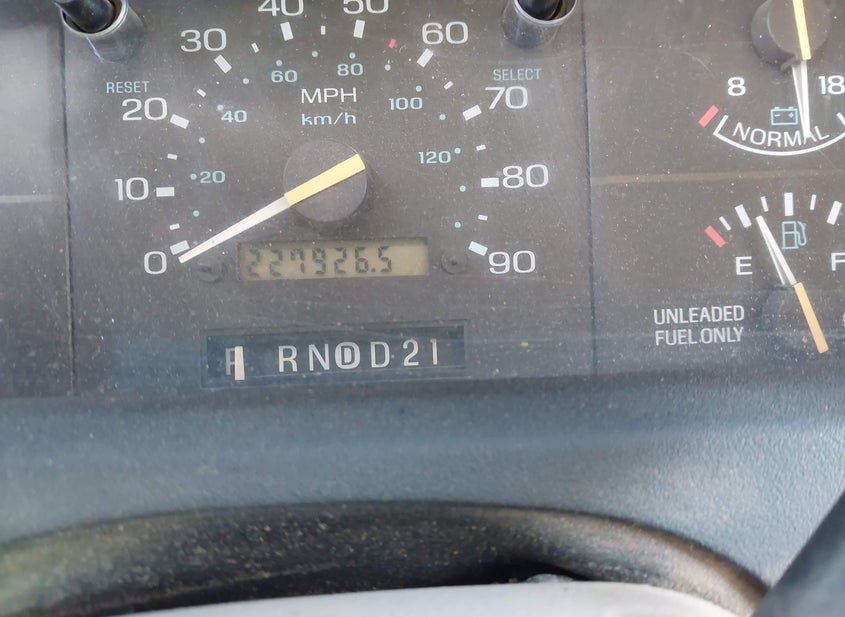 40 50
30 60
60 80
RESET SELECT
MPH
20 70
km/h
40 100
120
10 20 80
0 90
227926.5
P R N D D 2 1
8 18
NORMAL
E F
UNLEADED
FUEL ONLY